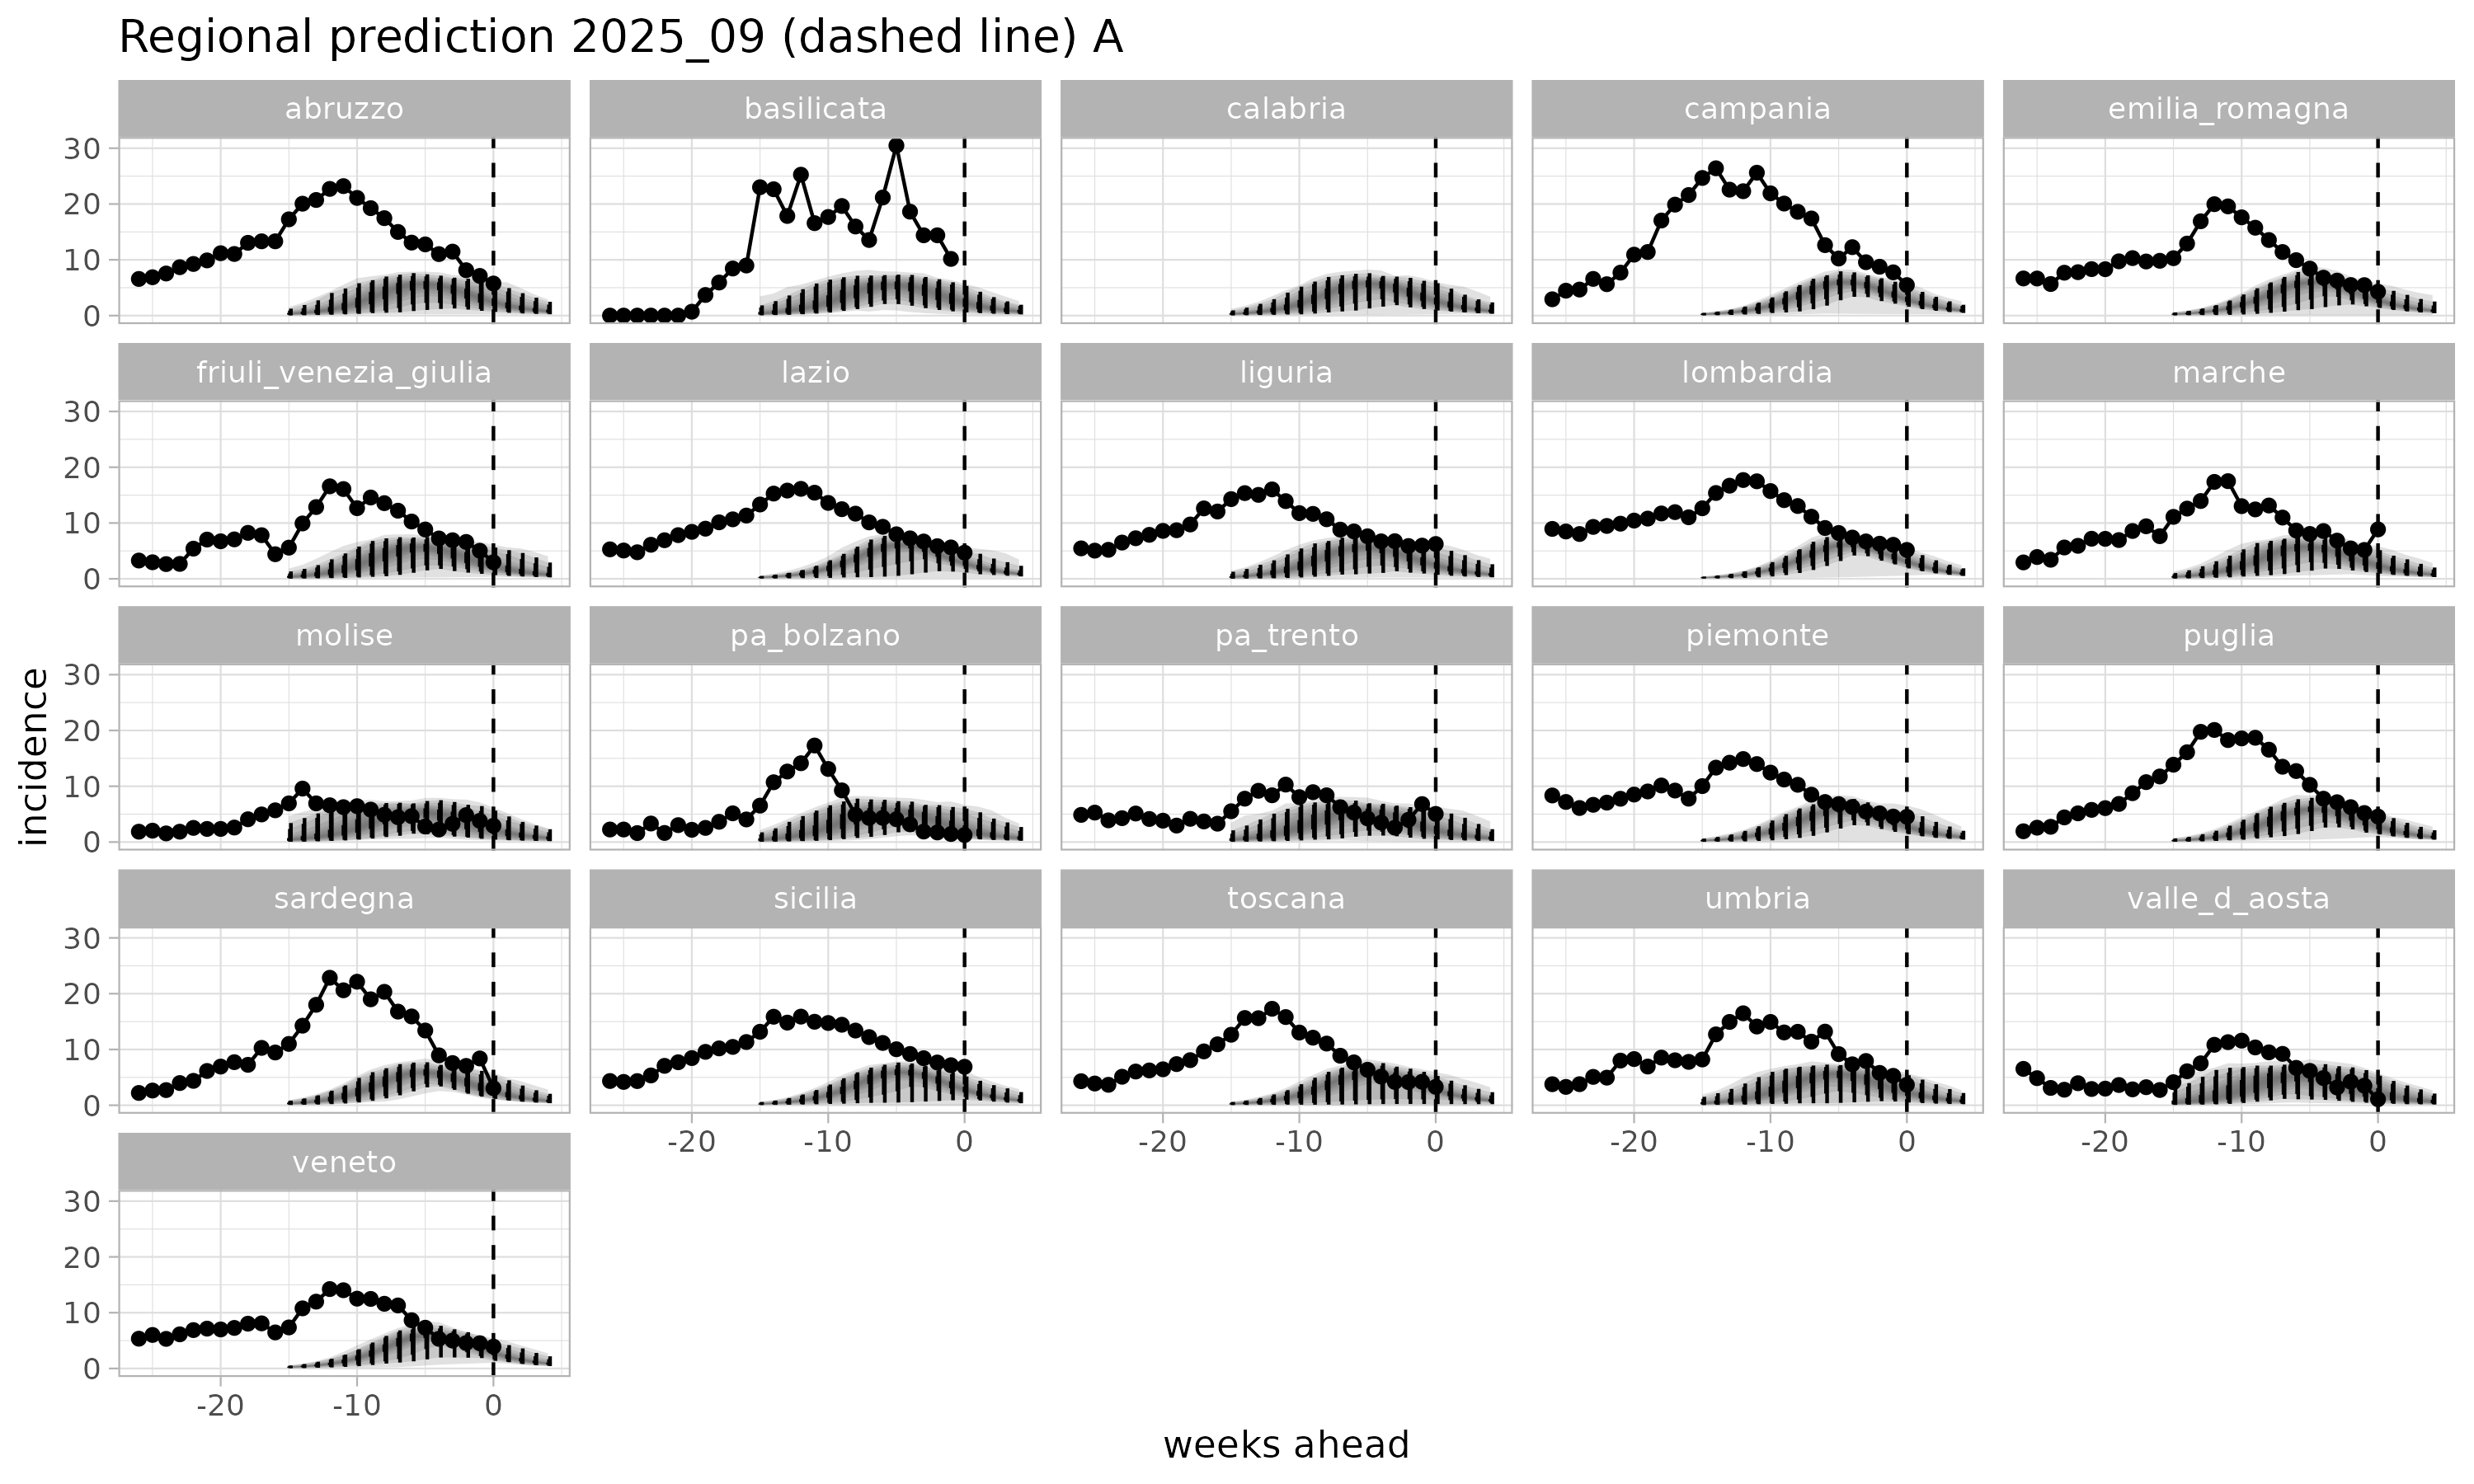 Regional prediction 2025_09 (dashed line) A
abruzzo basilicata calabria campania emilia_romagna
30
20
10
0
friuli_venezia_giulia lazio liguria lombardia marche
30
20
10
0
molise pa_bolzano pa_trento piemonte puglia
30
20
10
0
incidence
sardegna sicilia toscana umbria valle_d_aosta
30
20
10
0
-20 -10 0 -20 -10 0 -20 -10 0 -20 -10 0
veneto
30
20
10
0
-20 -10 0
weeks ahead